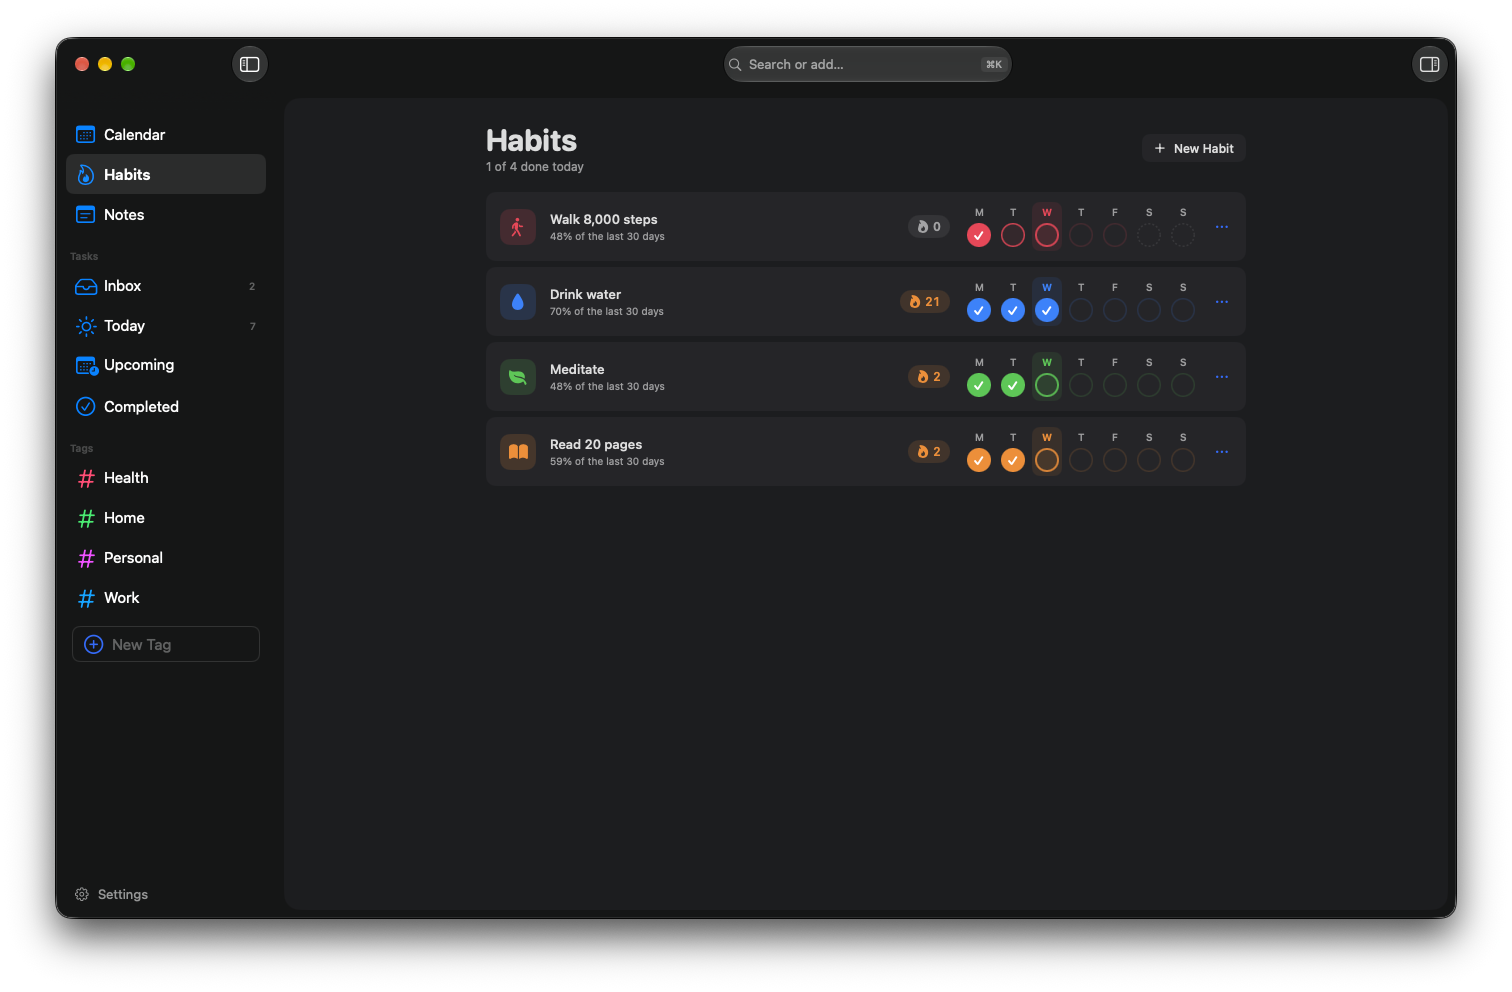 Search or add...
⌘K
Calendar
Habits
Notes
Tasks
Inbox 2
Today 7
Upcoming
Completed
Tags
Health
Home
Personal
Work
New Tag
Settings
Habits
1 of 4 done today
+ New Habit
Walk 8,000 steps
48% of the last 30 days
0
M T W T F S S
Drink water
70% of the last 30 days
21
M T W T F S S
Meditate
48% of the last 30 days
2
M T W T F S S
Read 20 pages
59% of the last 30 days
2
M T W T F S S